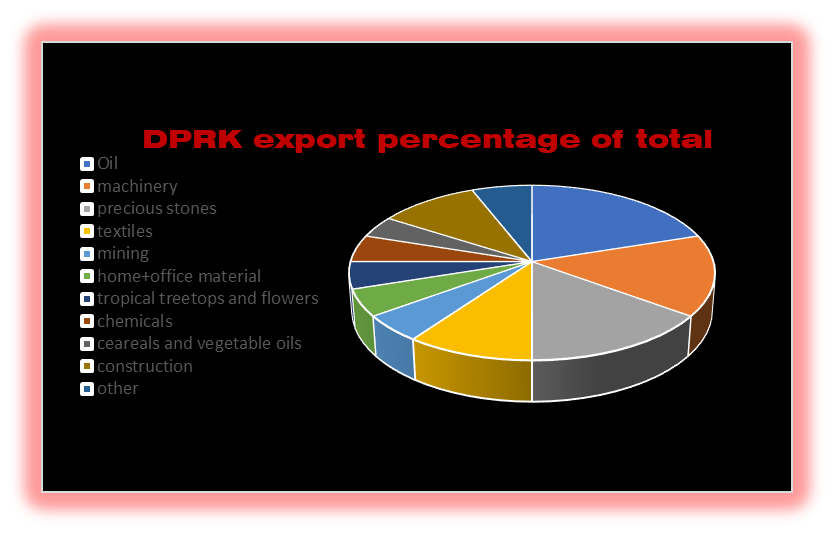 DPRK export percentage of total
Oil
machinery
precious stones
textiles
mining
home+office material
tropical treetops and flowers
chemicals
ceareals and vegetable oils
construction
other